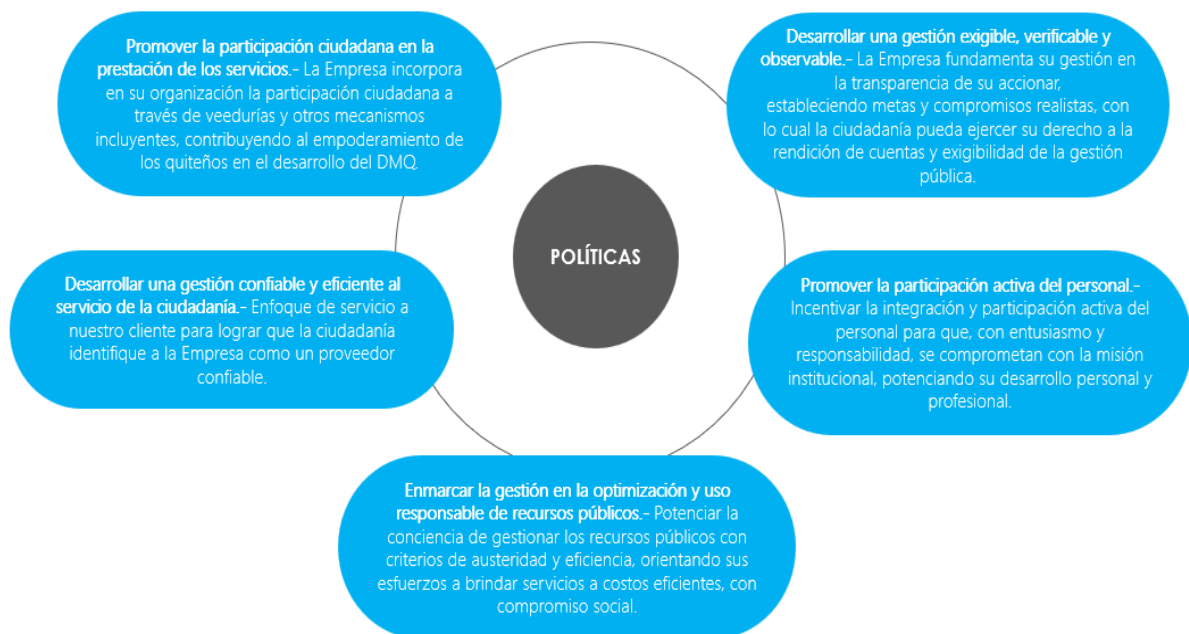 Promover la participación ciudadana en la
prestación de los servicios.- La Empresa incorpora
en su organización la participación ciudadana a
través de veedurías y otros mecanismos
incluyentes, contribuyendo al empoderamiento de
los quiteños en el desarrollo del DMQ.
Desarrollar una gestión exigible, verificable y
observable.- La Empresa fundamenta su gestión en
la transparencia de su accionar,
estableciendo metas y compromisos realistas, con
lo cual la ciudadanía pueda ejercer su derecho a la
rendición de cuentas y exigibilidad de la gestión
pública.
POLÍTICAS
Desarrollar una gestión confiable y eficiente al
servicio de la ciudadanía.- Enfoque de servicio a
nuestro cliente para lograr que la ciudadanía
identifique a la Empresa como un proveedor
confiable.
Promover la participación activa del personal.-
Incentivar la integración y participación activa del
personal para que, con entusiasmo y
responsabilidad, se comprometan con la misión
institucional, potenciando su desarrollo personal y
profesional.
Enmarcar la gestión en la optimización y uso
responsable de recursos públicos.- Potenciar la
conciencia de gestionar los recursos públicos con
criterios de austeridad y eficiencia, orientando sus
esfuerzos a brindar servicios a costos eficientes, con
compromiso social.